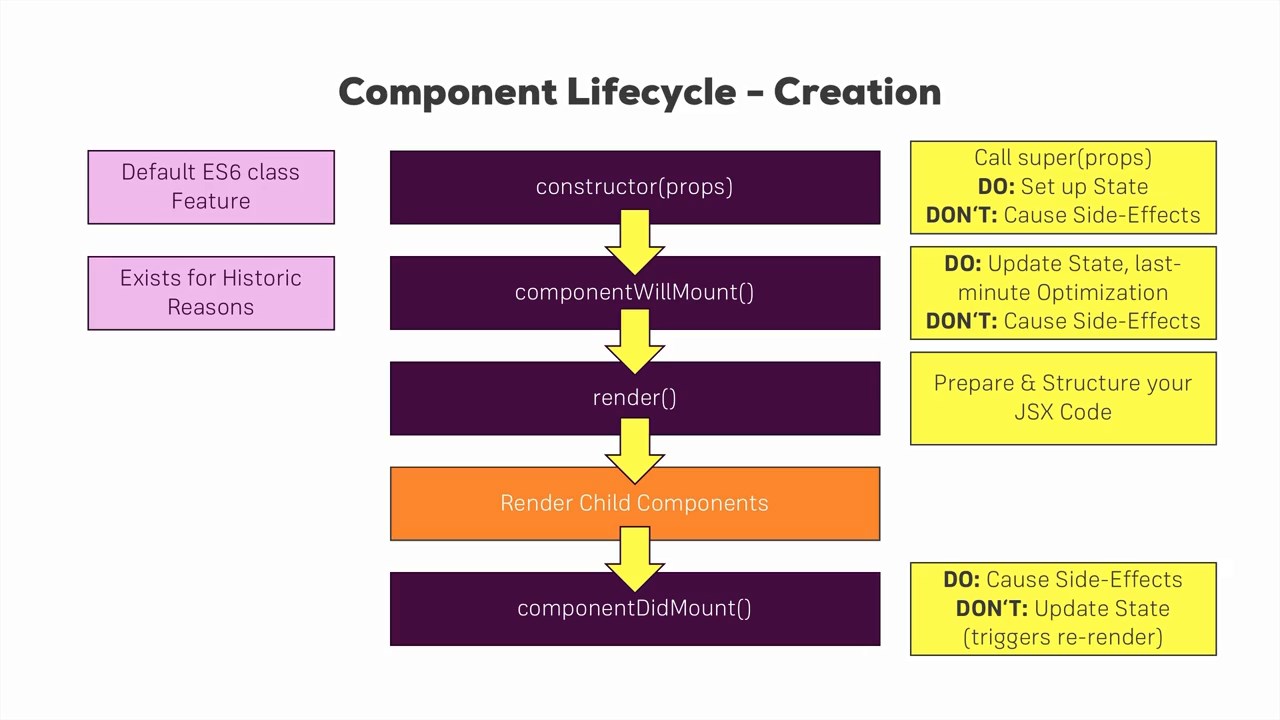 Component Lifecycle – Creation
Default ES6 class
Feature
constructor(props)
Call super(props)
DO: Set up State
DON‘T: Cause Side-Effects
Exists for Historic
Reasons
componentWillMount()
DO: Update State, last-
minute Optimization
DON‘T: Cause Side-Effects
render()
Prepare & Structure your
JSX Code
Render Child Components
componentDidMount()
DO: Cause Side-Effects
DON‘T: Update State
(triggers re-render)